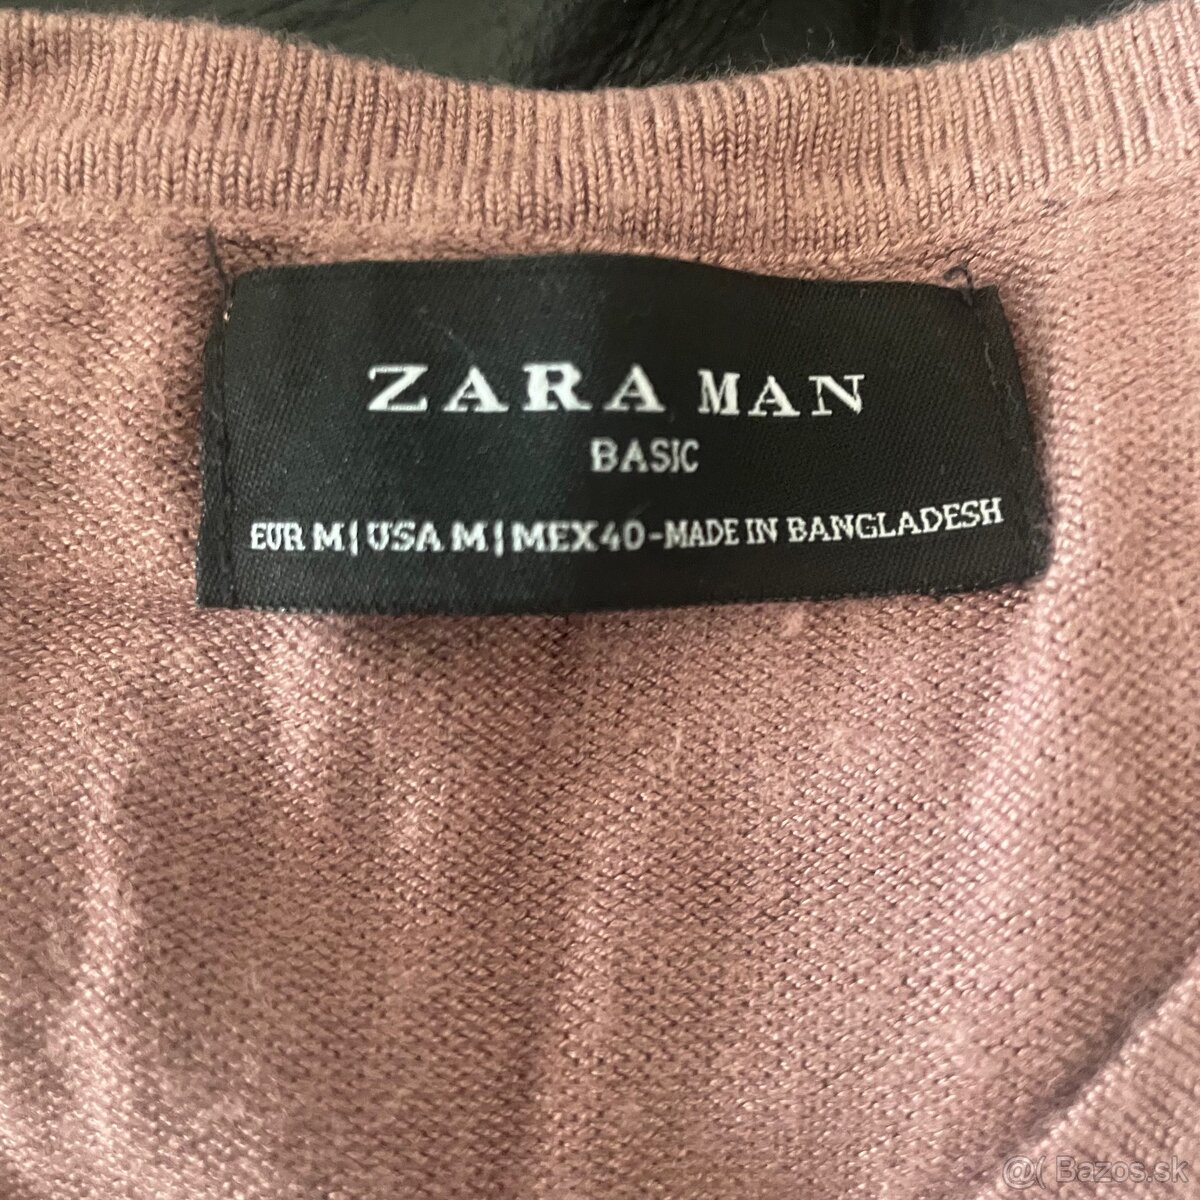 ZARA MAN
BASIC
EUR M | USA M | MEX 40 - MADE IN BANGLADESH
@( Bazos.sk